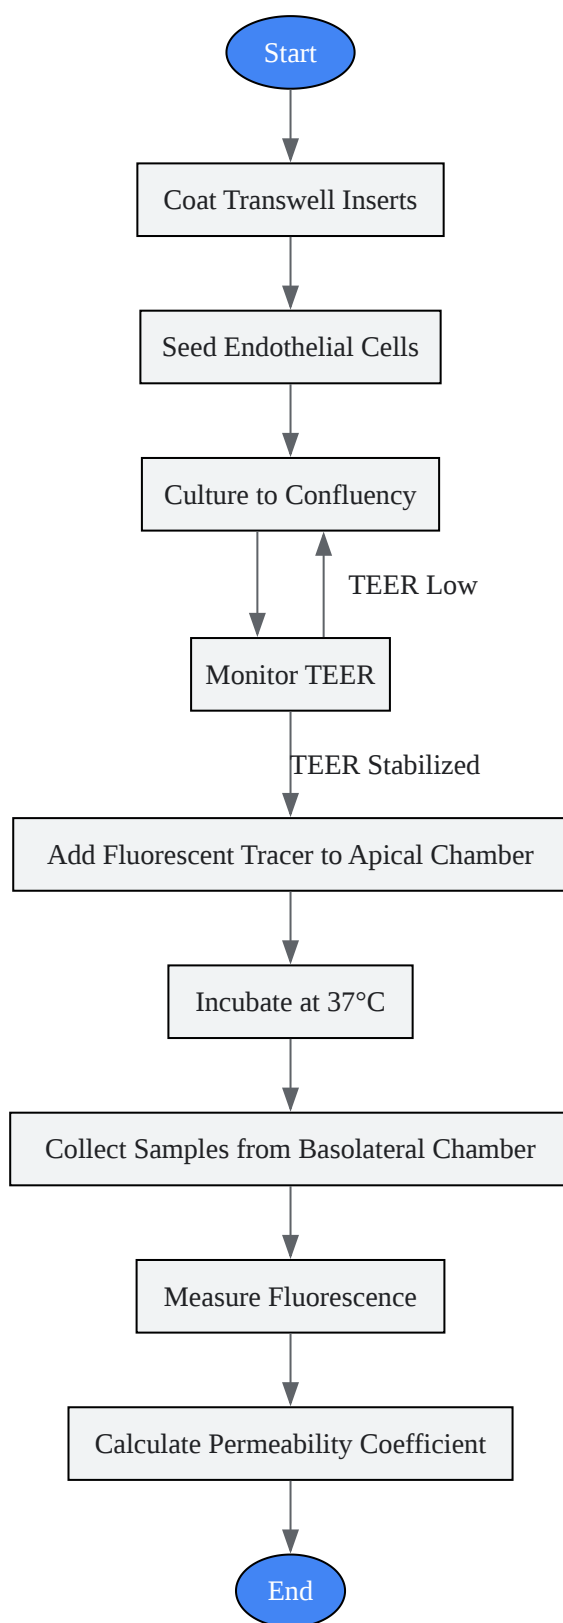 Start
Coat Transwell Inserts
Seed Endothelial Cells
Culture to Confluency
TEER Low
Monitor TEER
TEER Stabilized
Add Fluorescent Tracer to Apical Chamber
Incubate at 37°C
Collect Samples from Basolateral Chamber
Measure Fluorescence
Calculate Permeability Coefficient
End